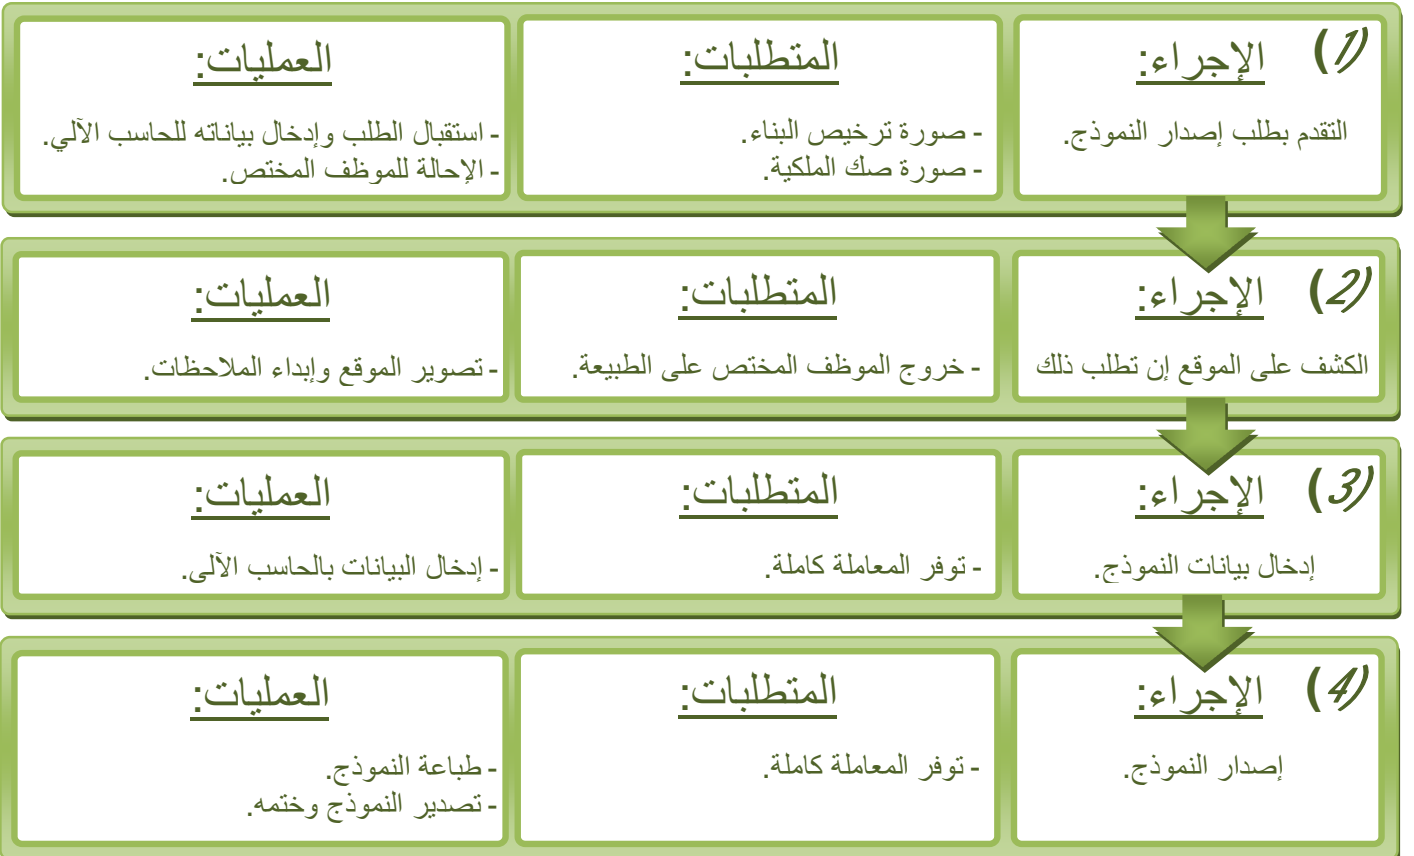 (1) الإجراء:
التقدم بطلب إصدار النموذج.
المتطلبات:
- صورة ترخيص البناء.
- صورة صك الملكية.
العمليات:
- استقبال الطلب وإدخال بياناته للحاسب الآلي.
- الإحالة للموظف المختص.
(2) الإجراء:
الكشف على الموقع إن تطلب ذلك
المتطلبات:
- خروج الموظف المختص على الطبيعة.
العمليات:
- تصوير الموقع وإبداء الملاحظات.
(3) الإجراء:
إدخال بيانات النموذج.
المتطلبات:
- توفر المعاملة كاملة.
العمليات:
- إدخال البيانات بالحاسب الآلى.
(4) الإجراء:
إصدار النموذج.
المتطلبات:
- توفر المعاملة كاملة.
العمليات:
- طباعة النموذج.
- تصدير النموذج وختمه.